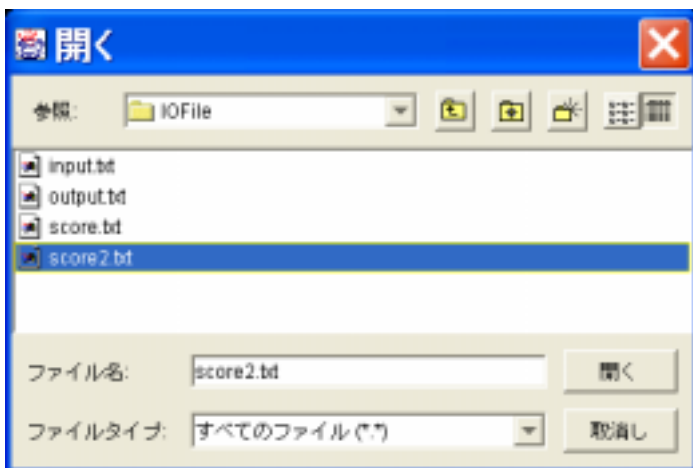 開く
参照: IOFile
input.txt
output.txt
score.txt
score2.txt
ファイル名: score2.txt 開く
ファイルタイプ: すべてのファイル (*.*) 取消し